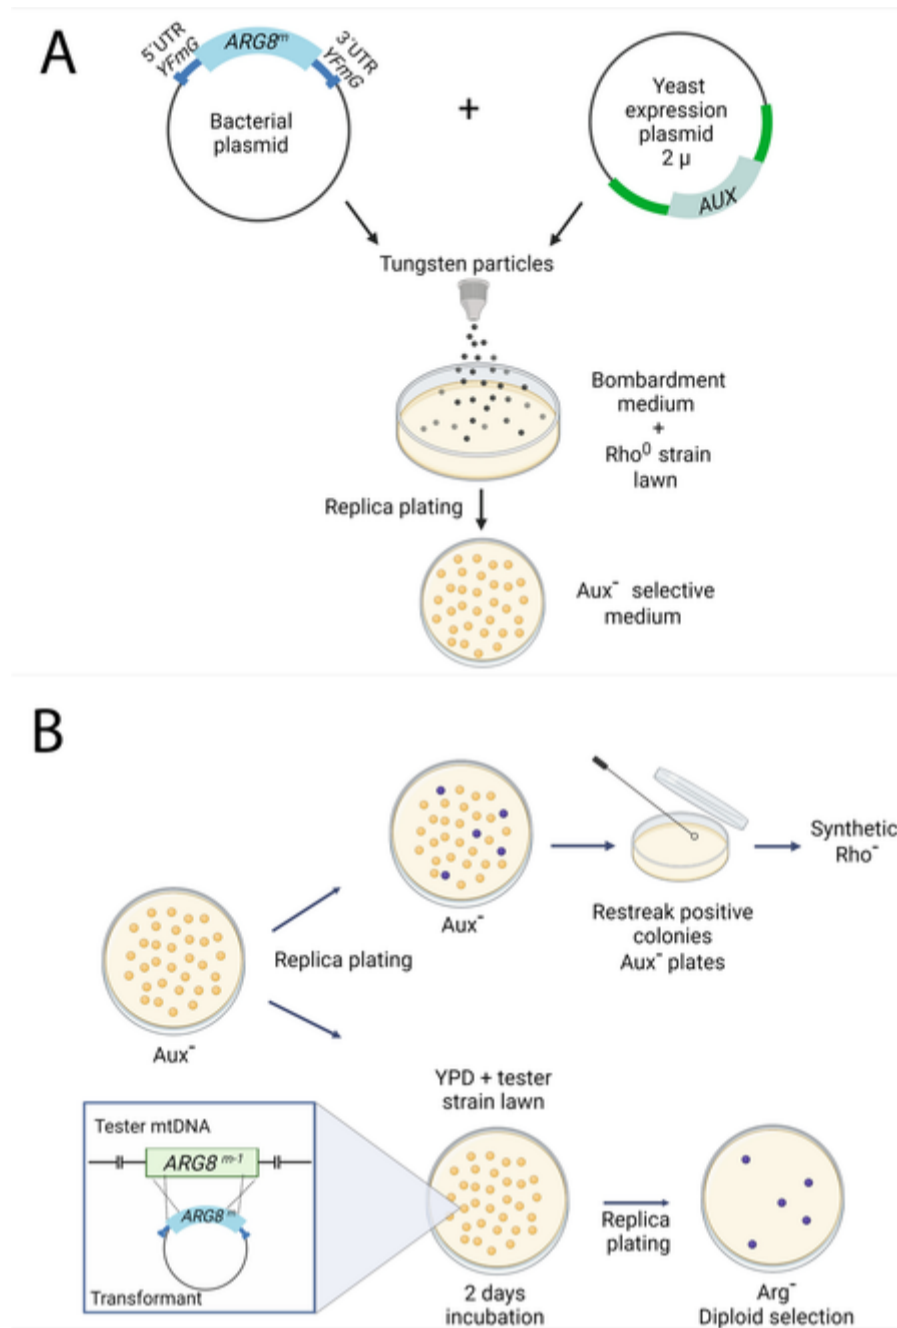 A
5´UTR
YFmG
ARG8ᵐ
3´UTR
YFmG
Bacterial
plasmid
+
Yeast
expression
plasmid
2 µ
AUX
Tungsten particles
Bombardment
medium
+
Rho⁰ strain
lawn
Replica plating
Aux⁻ selective
medium
B
Aux⁻
Replica plating
Aux⁻
Restreak positive
colonies
Aux⁻ plates
Synthetic
Rho⁻
Tester mtDNA
ARG8 ᵐ⁻¹
ARG8ᵐ
Transformant
YPD + tester
strain lawn
2 days
incubation
Replica
plating
Arg⁻
Diploid selection